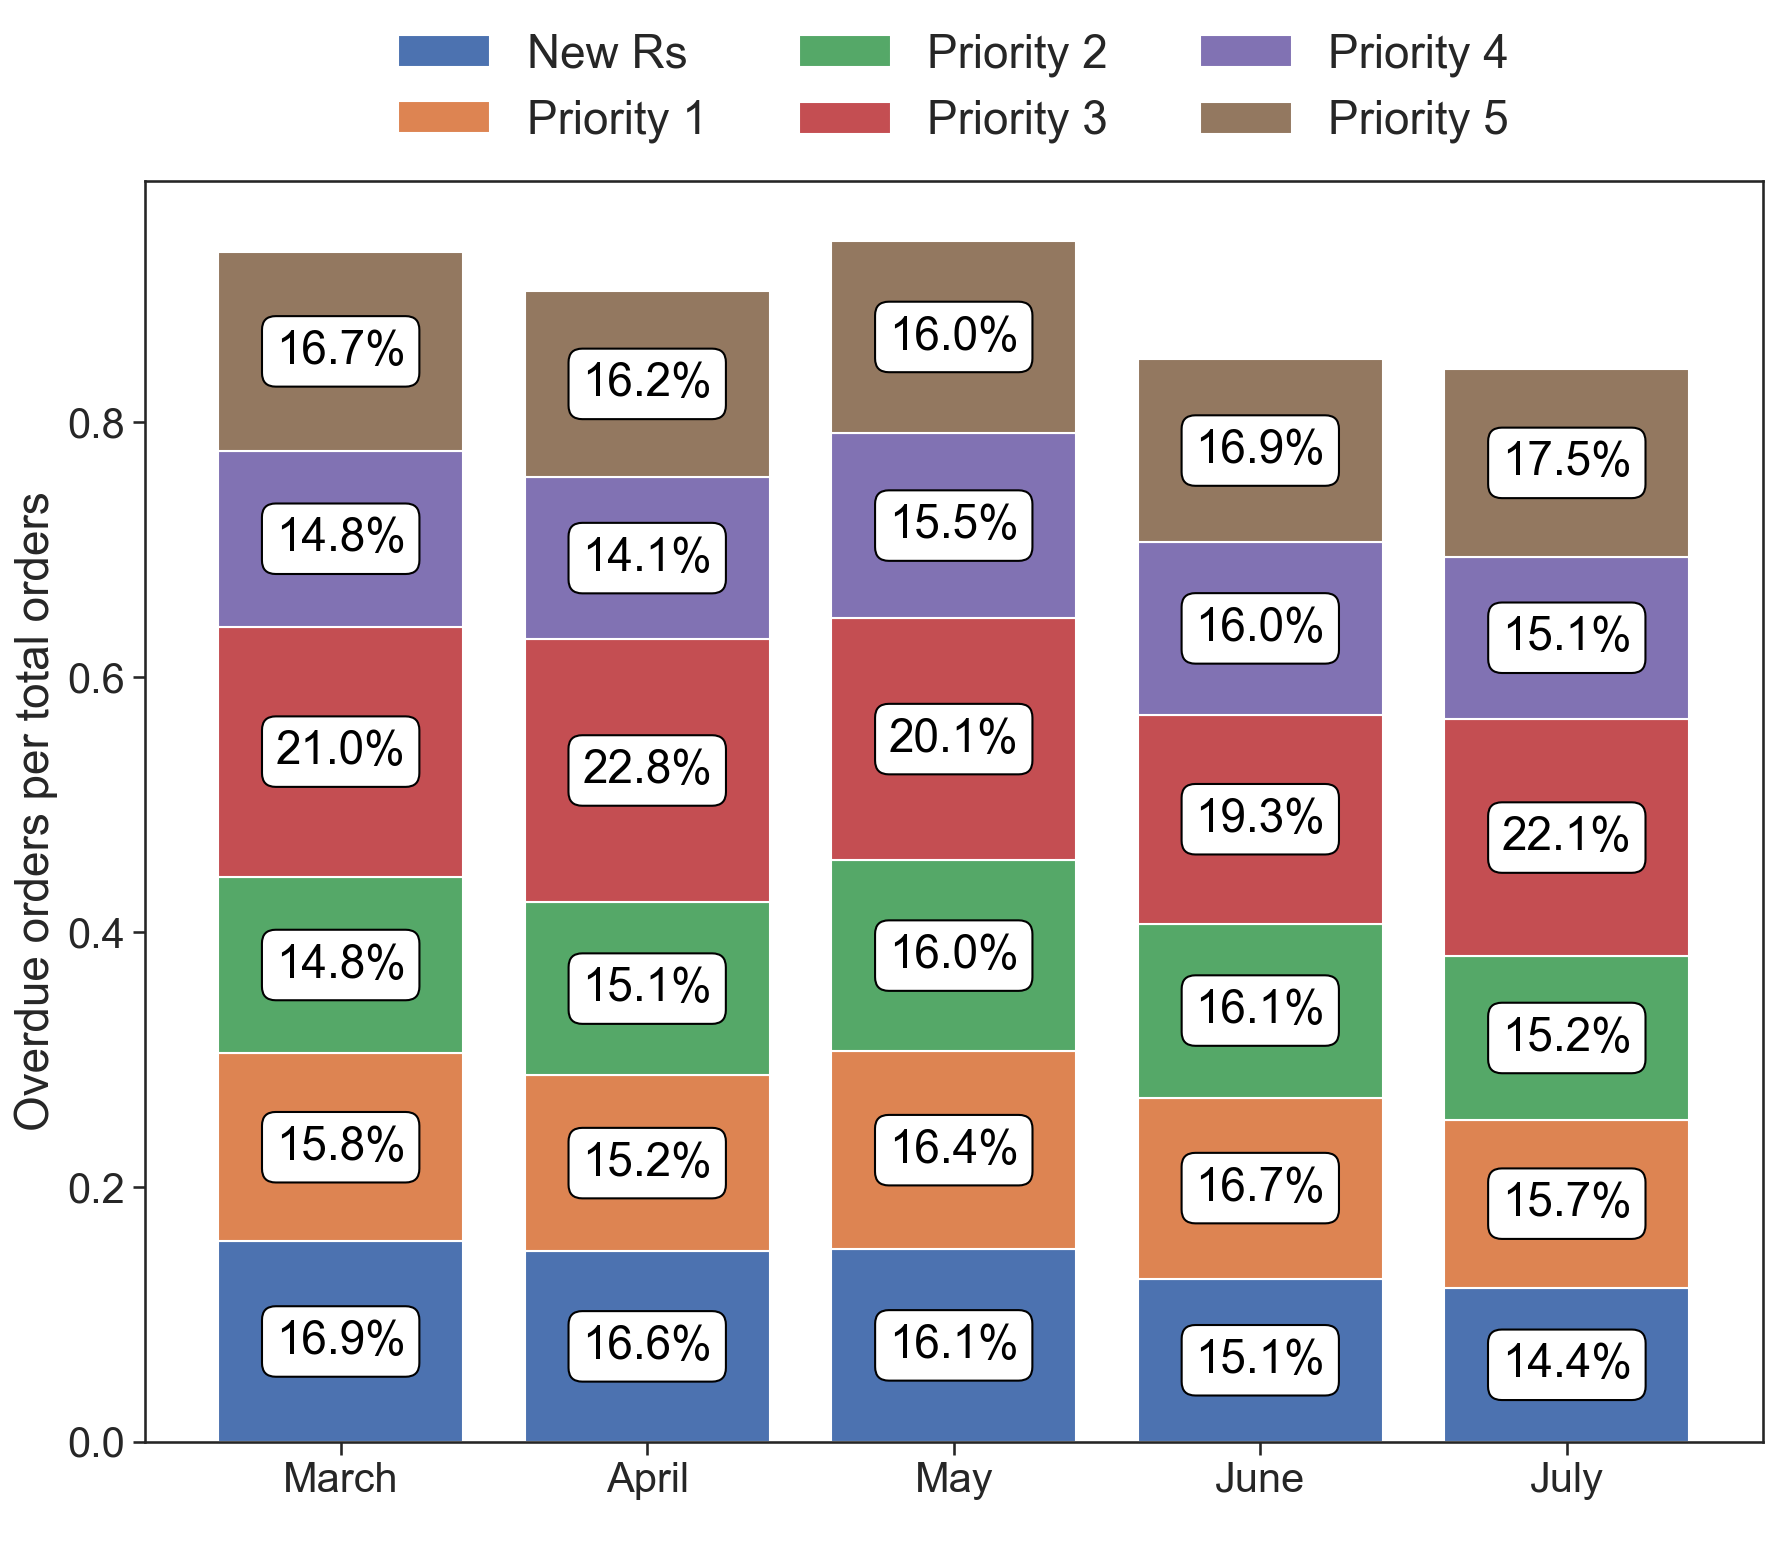 New Rs Priority 2 Priority 4
Priority 1 Priority 3 Priority 5
Overdue orders per total orders
0.8
0.6
0.4
0.2
0.0
16.7% 16.2% 16.0% 16.9% 17.5%
14.8% 14.1% 15.5% 16.0% 15.1%
21.0% 22.8% 20.1% 19.3% 22.1%
14.8% 15.1% 16.0% 16.1% 15.2%
15.8% 15.2% 16.4% 16.7% 15.7%
16.9% 16.6% 16.1% 15.1% 14.4%
March April May June July